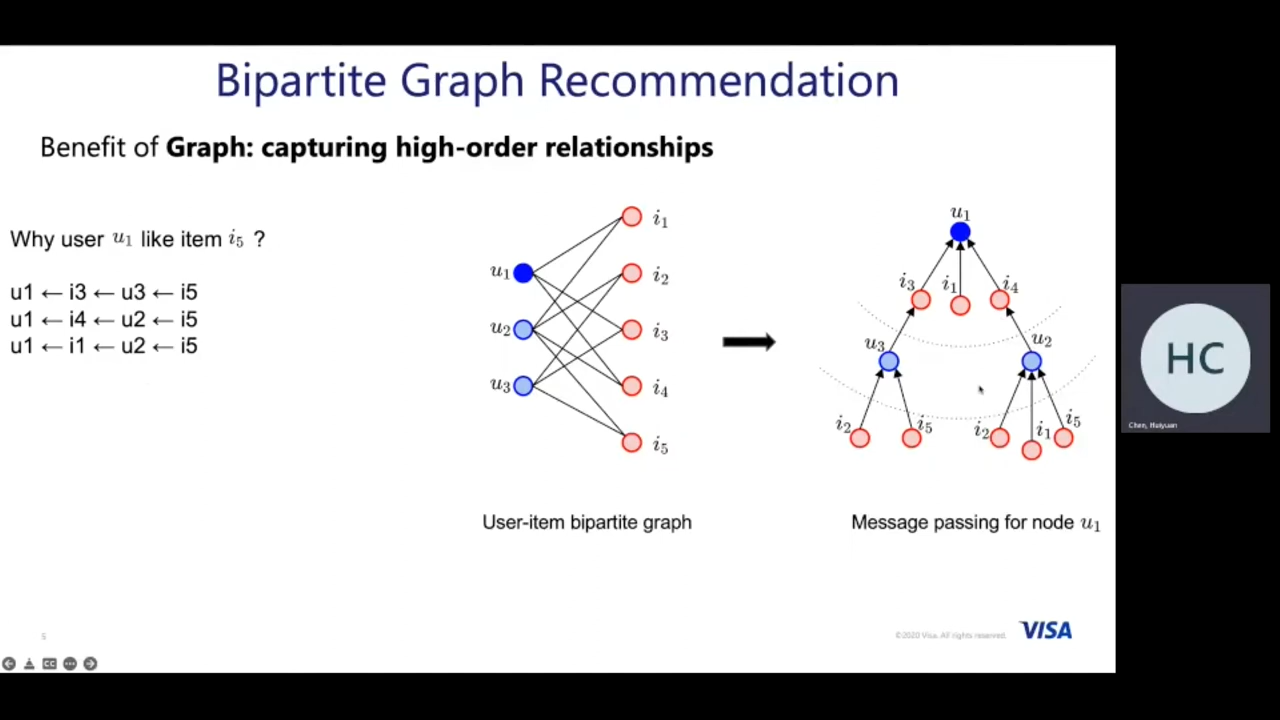 Bipartite Graph Recommendation
Benefit of Graph: capturing high-order relationships
Why user u₁ like item i₅ ?
u1 ← i3 ← u3 ← i5
u1 ← i4 ← u2 ← i5
u1 ← i1 ← u2 ← i5
u₁
u₂
u₃
i₁
i₂
i₃
i₄
i₅
User-item bipartite graph
u₁
i₃ i₁ i₄
u₃ u₂
i₂ i₅ i₂ i₁ i₅
Message passing for node u₁
5
©2020 Visa. All rights reserved.
VISA
CC
HC
Chen, Huiyuan